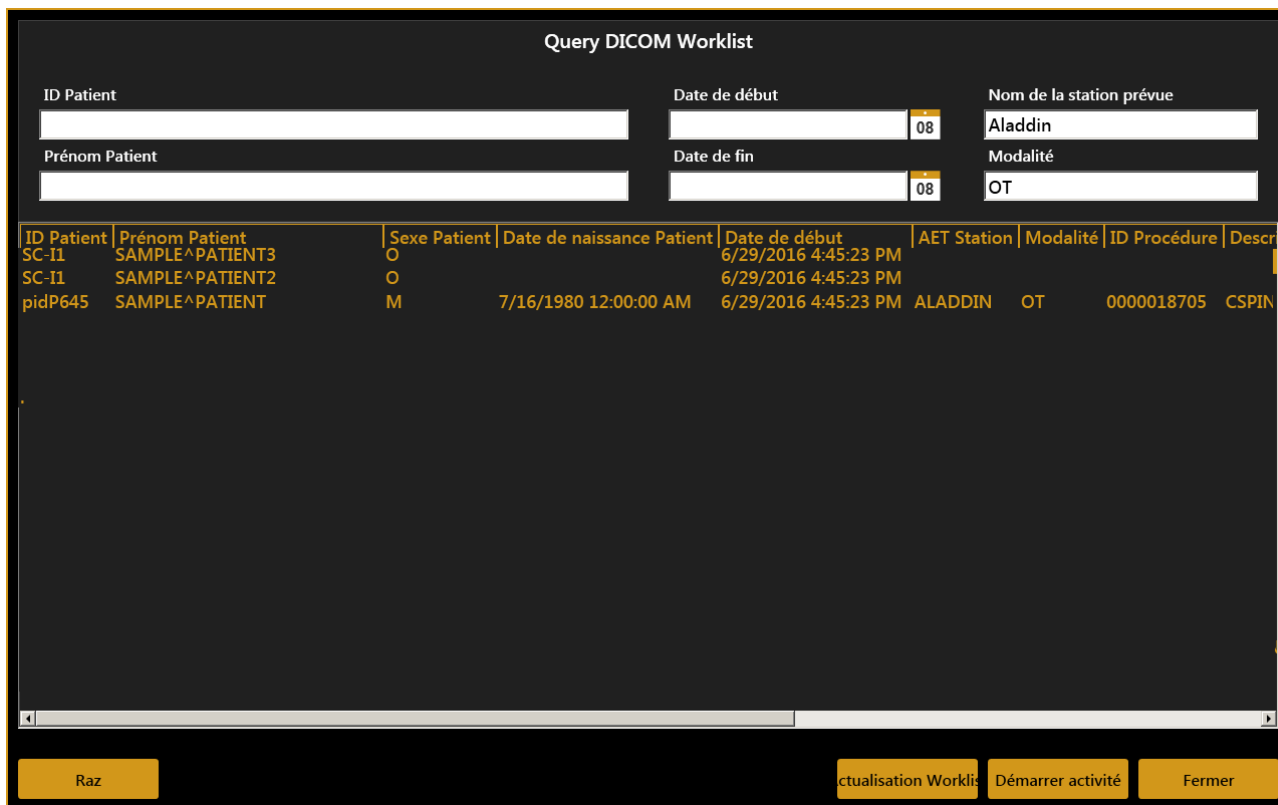 Query DICOM Worklist
ID Patient Date de début Nom de la station prévue
08 Aladdin
Prénom Patient Date de fin Modalité
08 OT
ID Patient Prénom Patient Sexe Patient Date de naissance Patient Date de début AET Station Modalité ID Procédure Descri
SC-I1 SAMPLE^PATIENT3 O 6/29/2016 4:45:23 PM
SC-I1 SAMPLE^PATIENT2 O 6/29/2016 4:45:23 PM
pidP645 SAMPLE^PATIENT M 7/16/1980 12:00:00 AM 6/29/2016 4:45:23 PM ALADDIN OT 0000018705 CSPIN
Raz ctualisation Worklis Démarrer activité Fermer